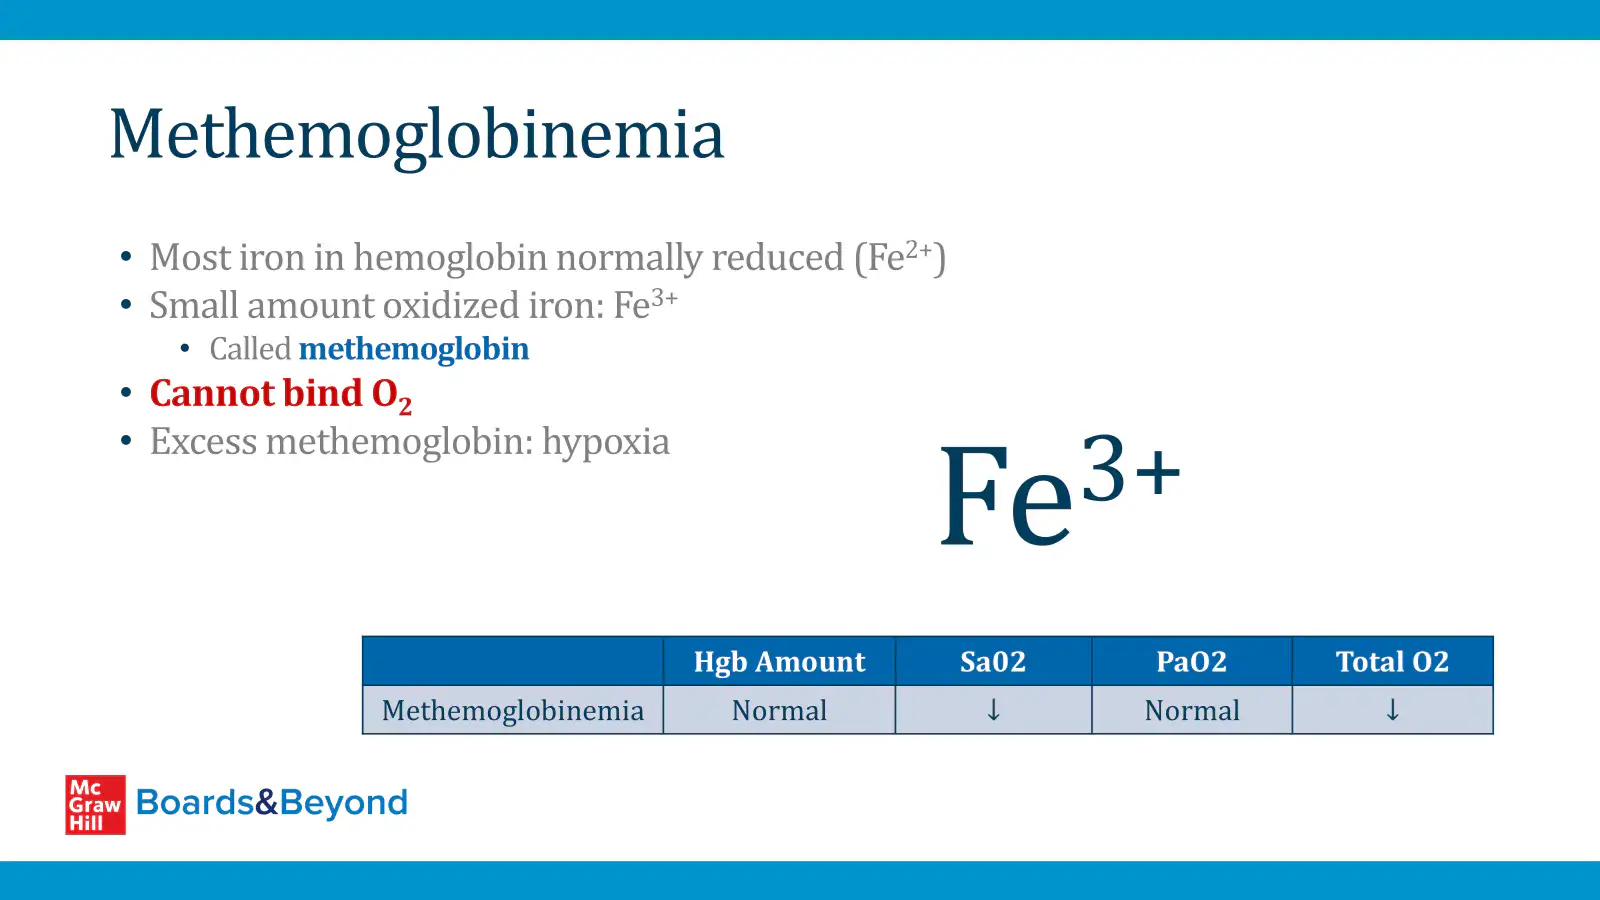 Methemoglobinemia
• Most iron in hemoglobin normally reduced (Fe²⁺)
• Small amount oxidized iron: Fe³⁺
• Called methemoglobin
• Cannot bind O₂
• Excess methemoglobin: hypoxia
Fe³⁺
Hgb Amount Sa02 PaO2 Total O2
Methemoglobinemia Normal ↓ Normal ↓
Mc
Graw
Hill
Boards&Beyond